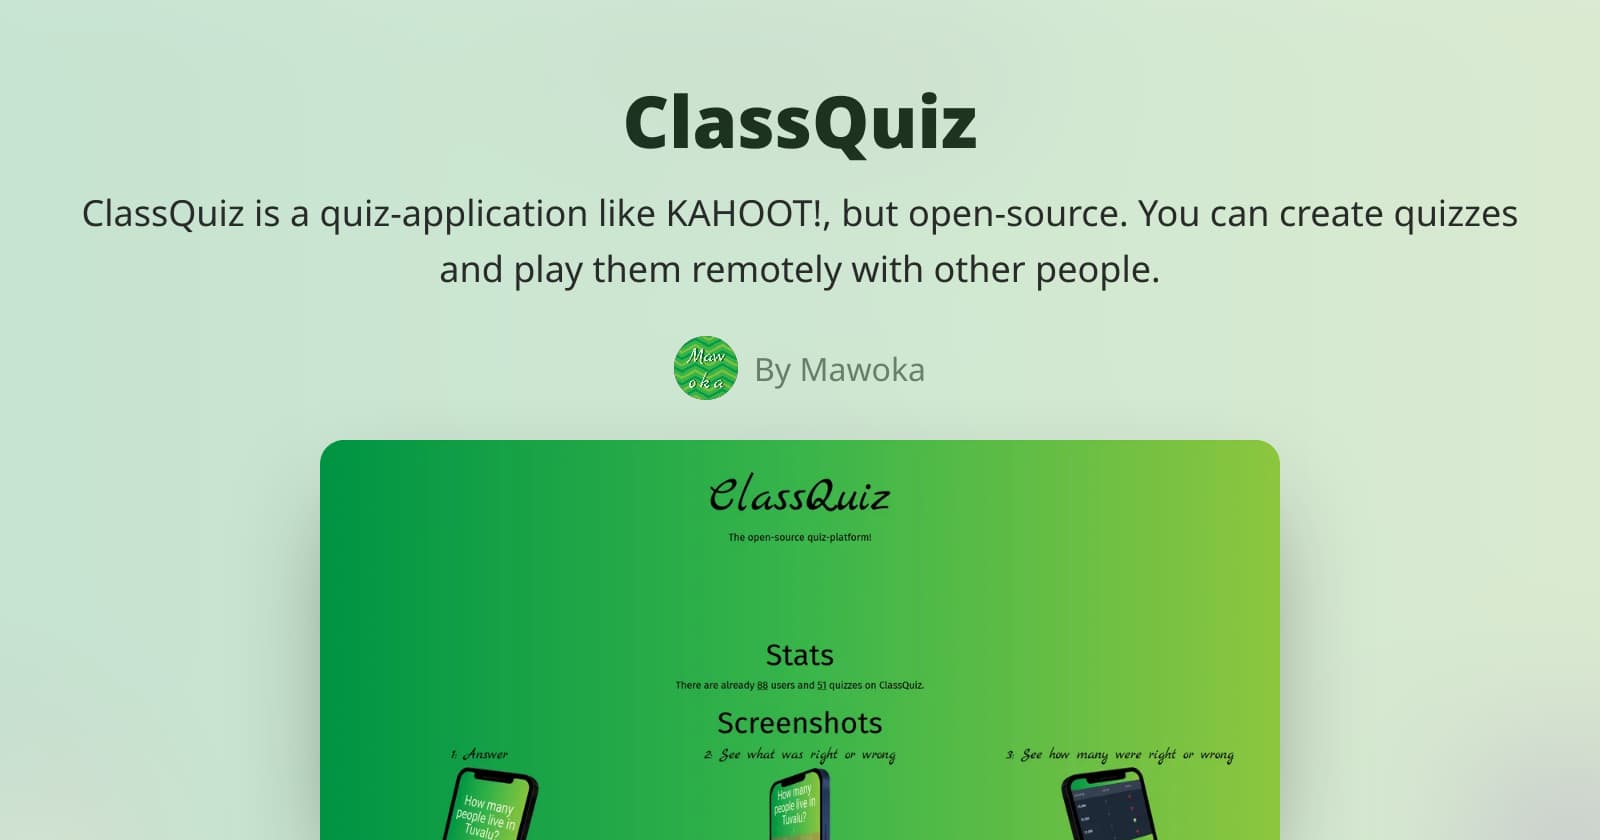 ClassQuiz
ClassQuiz is a quiz-application like KAHOOT!, but open-source. You can create quizzes
and play them remotely with other people.
Maw
oka
By Mawoka
ClassQuiz
The open-source quiz-platform!
Stats
There are already 88 users and 51 quizzes on ClassQuiz.
Screenshots
1: Answer
2: See what was right or wrong
3: See how many were right or wrong
How many
people live in
Tuvalu?
How many
people live in
Tuvalu?